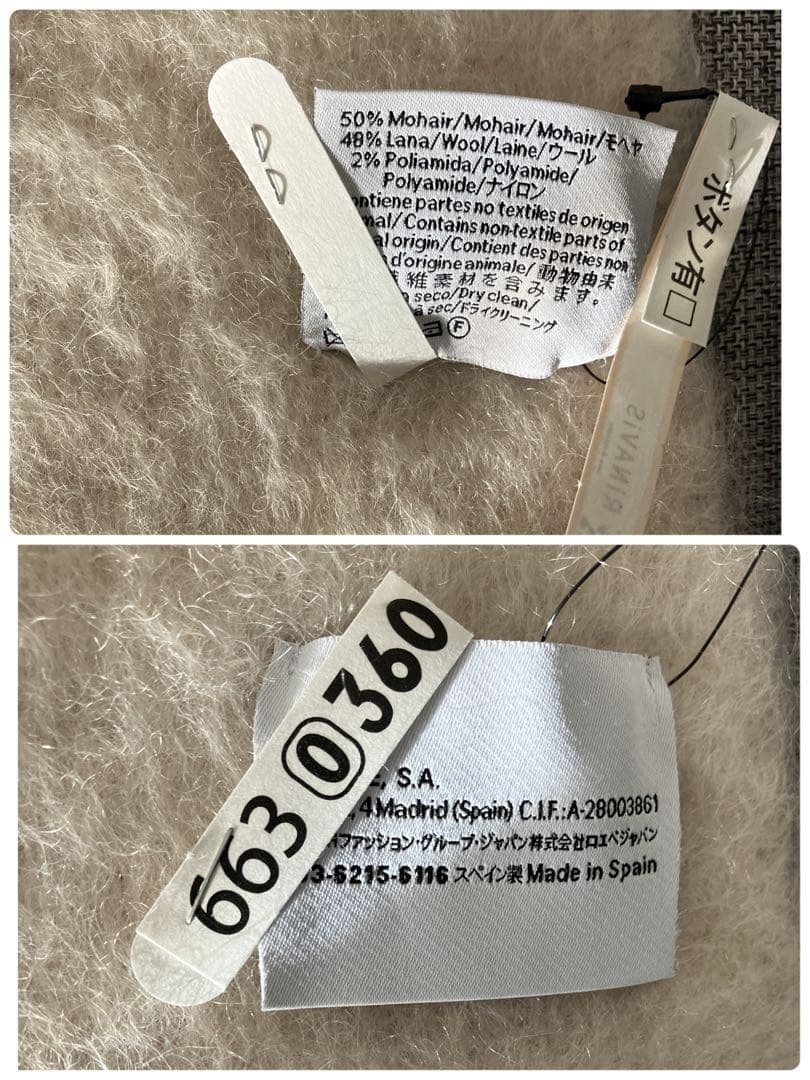 50% Mohair/Mohair/Mohair/モヘヤ
48% Lana/Wool/Laine/ウール
2% Poliamida/Polyamide/
Polyamide/ナイロン
ontiene partes no textiles de origen
mal/Contains non-textile parts of
al origin/Contient des parties non
d'origine animale/動物由来
維素材を含みます。
seco/Dry clean/
à sec/ドライクリーニング
F
ボタン有□
RiNAViS
663 0 360
E, S.A.
4 Madrid (Spain) C.I.F.:A-28003861
ファッション・グループ・ジャパン株式会社ロエベジャパン
3-6215-6116 スペイン製 Made in Spain